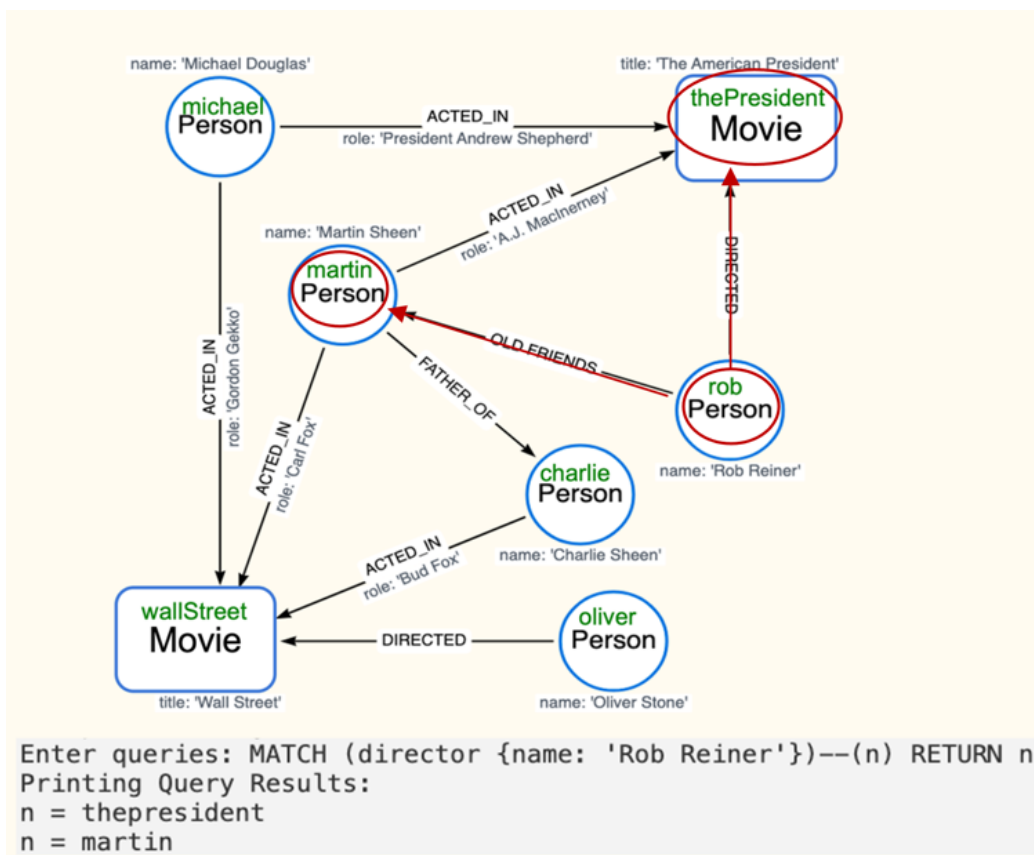 name: 'Michael Douglas'
title: 'The American President'
michael
Person
thePresident
Movie
ACTED_IN
role: 'President Andrew Shepherd'
ACTED_IN
role: 'A.J. MacInerney'
name: 'Martin Sheen'
martin
Person
DIRECTED
OLD FRIENDS
ACTED_IN
role: 'Gordon Gekko'
FATHER_OF
rob
Person
name: 'Rob Reiner'
ACTED_IN
role: 'Carl Fox'
charlie
Person
name: 'Charlie Sheen'
ACTED_IN
role: 'Bud Fox'
wallStreet
Movie
title: 'Wall Street'
DIRECTED
oliver
Person
name: 'Oliver Stone'
Enter queries: MATCH (director {name: 'Rob Reiner'})--(n) RETURN n
Printing Query Results:
n = thepresident
n = martin